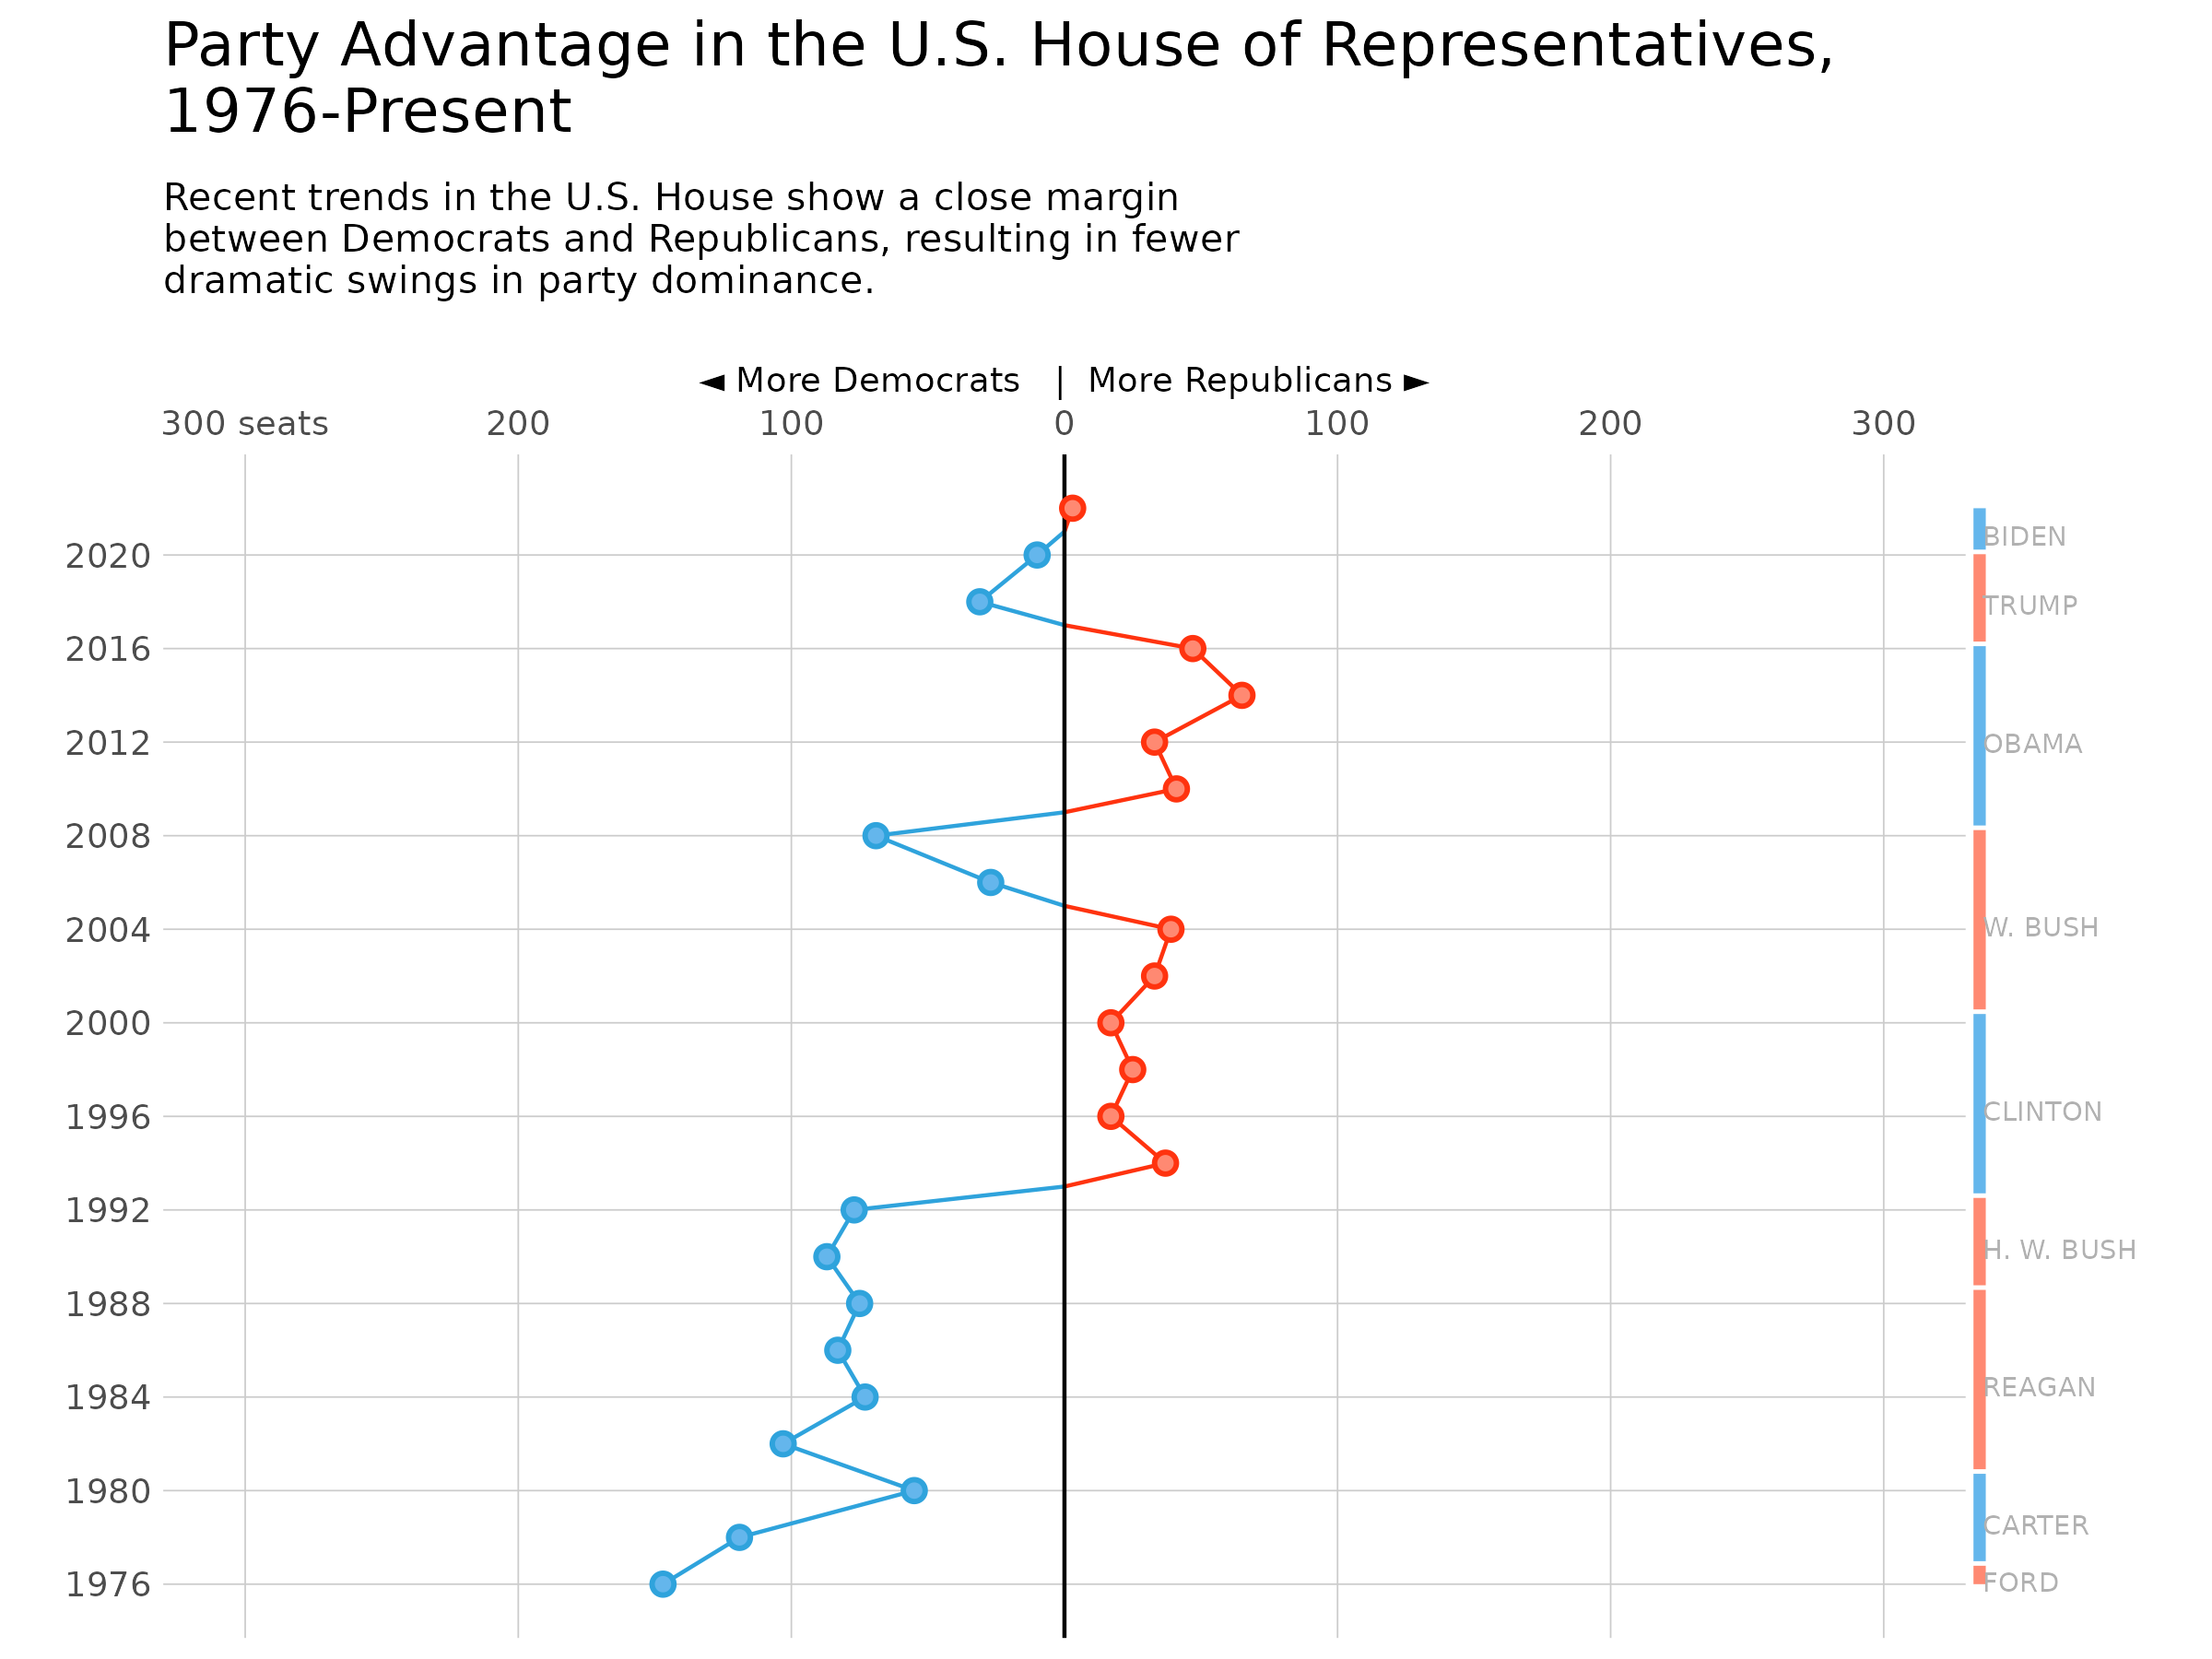 Party Advantage in the U.S. House of Representatives,
1976-Present
Recent trends in the U.S. House show a close margin
between Democrats and Republicans, resulting in fewer
dramatic swings in party dominance.
◄ More Democrats | More Republicans ►
300 seats 200 100 0 100 200 300
2020
2016
2012
2008
2004
2000
1996
1992
1988
1984
1980
1976
BIDEN
TRUMP
OBAMA
W. BUSH
CLINTON
H. W. BUSH
REAGAN
CARTER
FORD